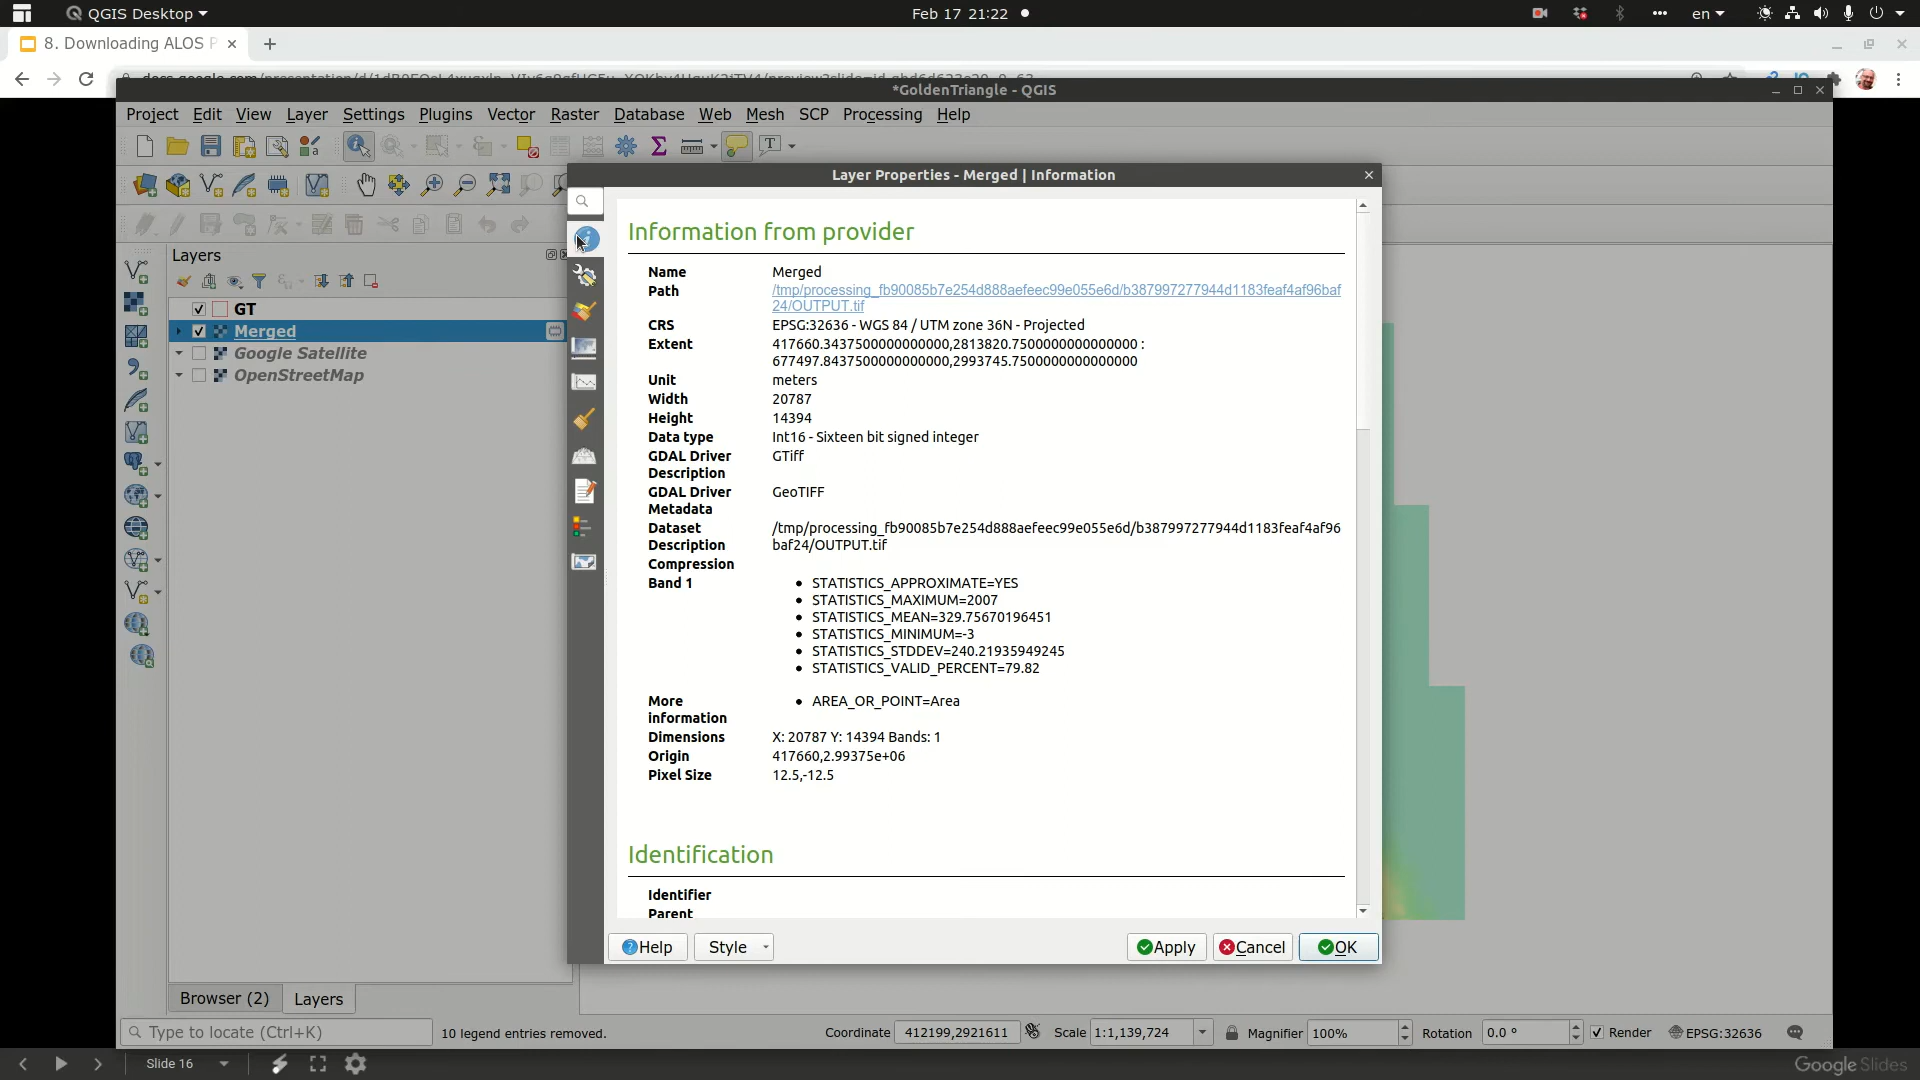 QGIS Desktop
Feb 17 21:22
en
8. Downloading ALOS P
*GoldenTriangle - QGIS
Project Edit View Layer Settings Plugins Vector Raster Database Web Mesh SCP Processing Help
Layer Properties - Merged | Information
Layers
GT
Merged
Google Satellite
OpenStreetMap
Information from provider
Name Merged
Path /tmp/processing_fb90085b7e254d888aefeec99e055e6d/b387997277944d1183feaf4af96baf
24/OUTPUT.tif
CRS EPSG:32636 - WGS 84 / UTM zone 36N - Projected
Extent 417660.3437500000000000,2813820.7500000000000000 :
677497.8437500000000000,2993745.7500000000000000
Unit meters
Width 20787
Height 14394
Data type Int16 - Sixteen bit signed integer
GDAL Driver GTiff
Description
GDAL Driver GeoTIFF
Metadata
Dataset /tmp/processing_fb90085b7e254d888aefeec99e055e6d/b387997277944d1183feaf4af96
Description baf24/OUTPUT.tif
Compression
Band 1 • STATISTICS_APPROXIMATE=YES
• STATISTICS_MAXIMUM=2007
• STATISTICS_MEAN=329.75670196451
• STATISTICS_MINIMUM=-3
• STATISTICS_STDDEV=240.21935949245
• STATISTICS_VALID_PERCENT=79.82
More • AREA_OR_POINT=Area
information
Dimensions X: 20787 Y: 14394 Bands: 1
Origin 417660,2.99375e+06
Pixel Size 12.5,-12.5
Identification
Identifier
Parent
Help Style Apply Cancel OK
Browser (2) Layers
Type to locate (Ctrl+K) 10 legend entries removed. Coordinate 412199,2921611 Scale 1:1,139,724 Magnifier 100% Rotation 0.0 ° Render EPSG:32636
Slide 16
Google Slides